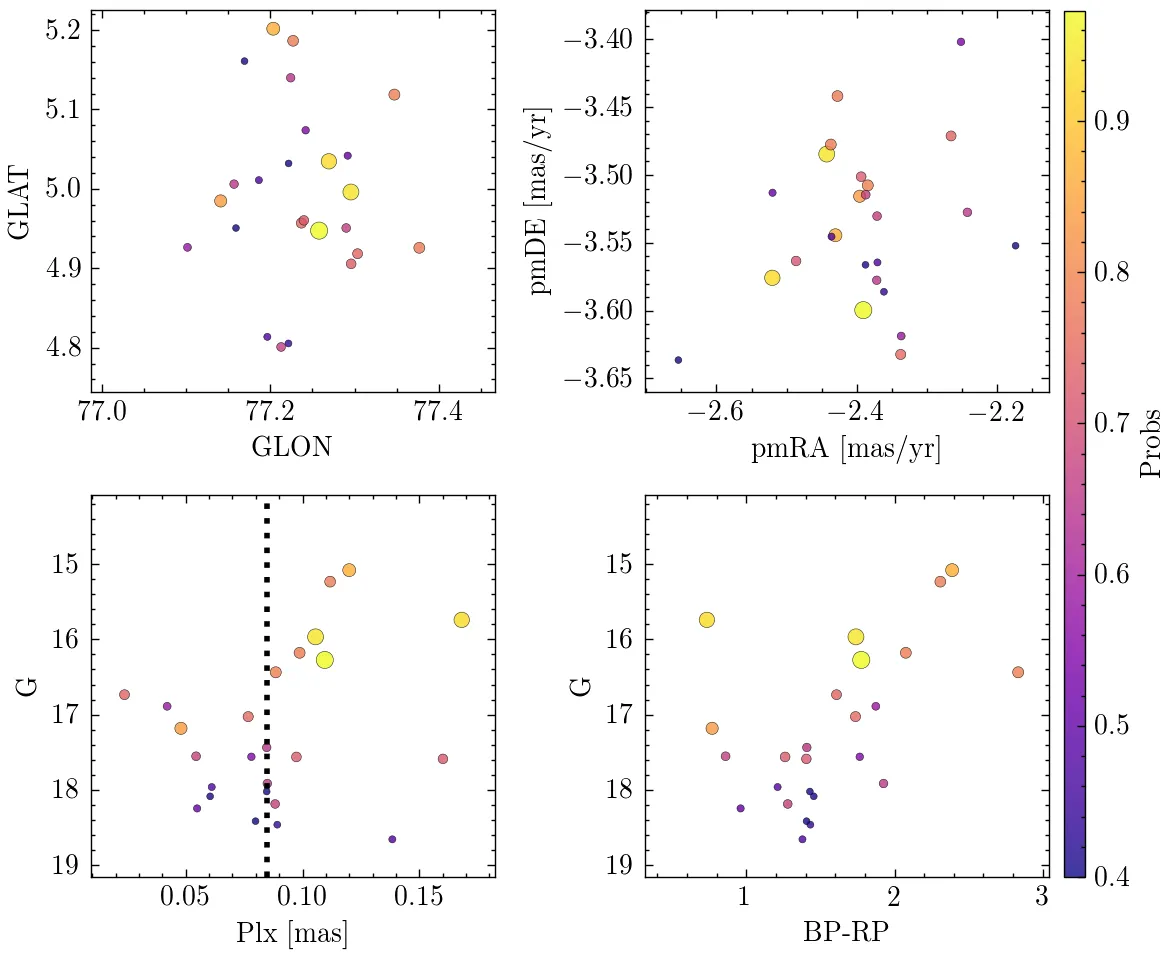 5.2
5.1
5.0
4.9
4.8
GLAT
77.0 77.2 77.4
GLON
−3.40
−3.45
−3.50
−3.55
−3.60
−3.65
pmDE [mas/yr]
−2.6 −2.4 −2.2
pmRA [mas/yr]
15
16
17
18
19
G
0.05 0.10 0.15
Plx [mas]
15
16
17
18
19
G
1 2 3
BP-RP
0.9
0.8
0.7
0.6
0.5
0.4
Probs